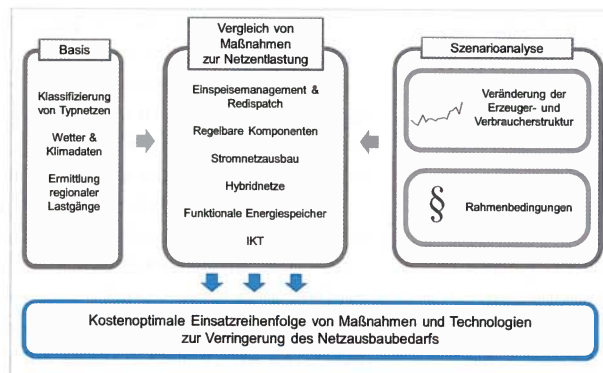 Basis
Klassifizierung
von Typnetzen
Wetter &
Klimadaten
Ermittlung
regionaler
Lastgänge
Vergleich von
Maßnahmen
zur Netzentlastung
Einspeisemanagement &
Redispatch
Regelbare Komponenten
Stromnetzausbau
Hybridnetze
Funktionale Energiespeicher
IKT
Szenarioanalyse
Veränderung der
Erzeuger- und
Verbraucherstruktur
§
Rahmenbedingungen
Kostenoptimale Einsatzreihenfolge von Maßnahmen und Technologien
zur Verringerung des Netzausbaubedarfs